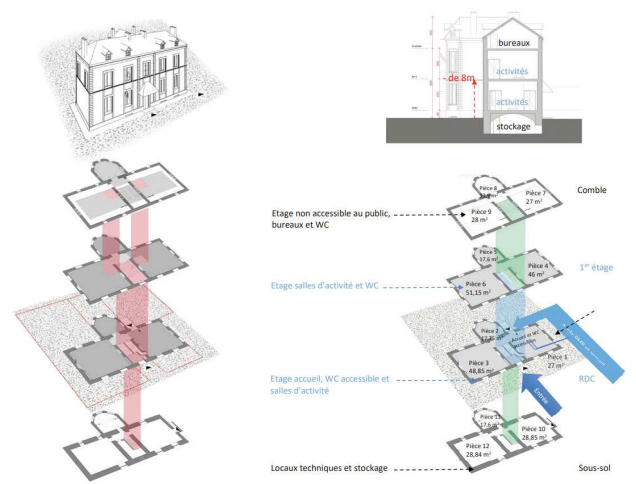 bureaux
activités
- de 8m
activités
stockage
Comble
Pièce 8
Pièce 7
27 m²
Pièce 9
28 m²
Etage non accessible au public,
bureaux et WC
1er étage
Pièce 5
17,6 m²
Pièce 4
46 m²
Etage salles d'activité et WC
Pièce 6
51,15 m²
Pièce 2
Accueil et WC
accessible
Pièce 1
27 m²
Pièce 3
48,85 m²
RDC
Etage accueil, WC accessible et
salles d'activité
Entrée
Pièce 11
17,6 m²
Pièce 10
28,85 m²
Pièce 12
28,84 m²
Locaux techniques et stockage
Sous-sol